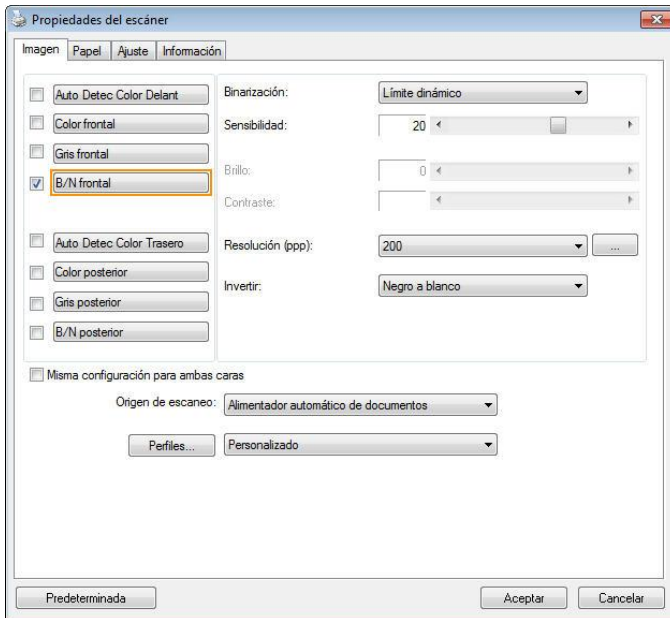 Propiedades del escáner
Imagen Papel Ajuste Información
Auto Detec Color Delant
Color frontal
Gris frontal
B/N frontal
Auto Detec Color Trasero
Color posterior
Gris posterior
B/N posterior
Binarización: Límite dinámico
Sensibilidad: 20
Brillo: 0
Contraste:
Resolución (ppp): 200 ...
Invertir: Negro a blanco
Misma configuración para ambas caras
Origen de escaneo: Alimentador automático de documentos
Perfiles... Personalizado
Predeterminada Aceptar Cancelar